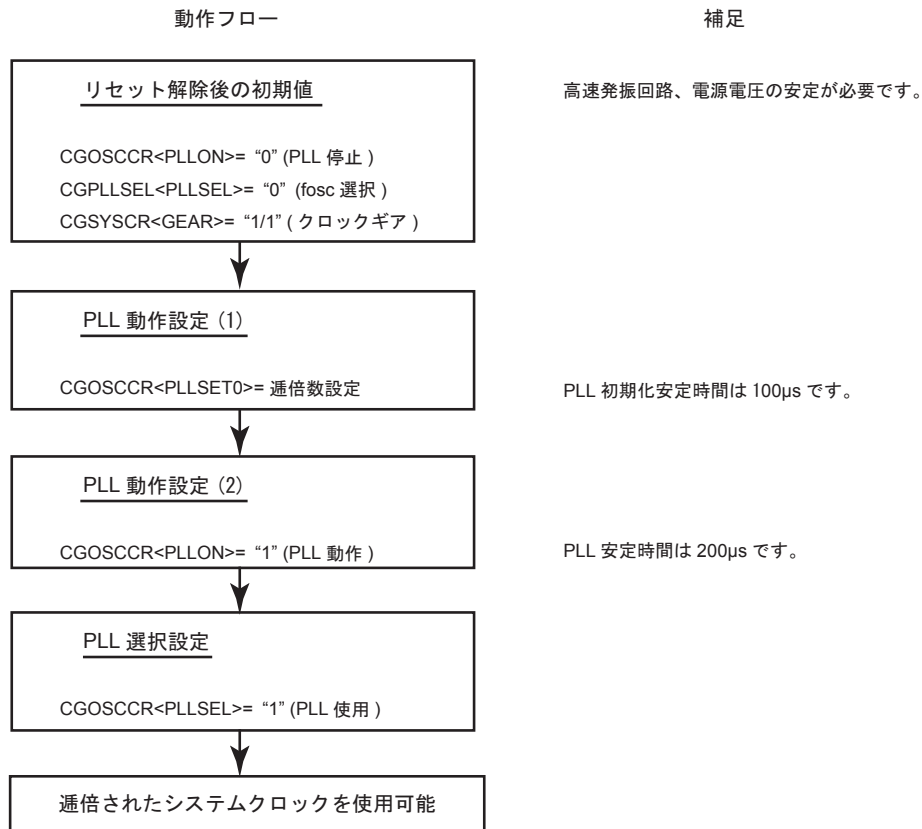 動作フロー
補足
リセット解除後の初期値
高速発振回路、電源電圧の安定が必要です。
CGOSCCR<PLLON>= “0” (PLL 停止 )
CGPLLSEL<PLLSEL>= “0” (fosc 選択 )
CGSYSCR<GEAR>= “1/1” ( クロックギア )
PLL 動作設定 (1)
CGOSCCR<PLLSET0>= 逓倍数設定
PLL 初期化安定時間は 100μs です。
PLL 動作設定 (2)
CGOSCCR<PLLON>= “1” (PLL 動作 )
PLL 安定時間は 200μs です。
PLL 選択設定
CGOSCCR<PLLSEL>= “1” (PLL 使用 )
逓倍されたシステムクロックを使用可能